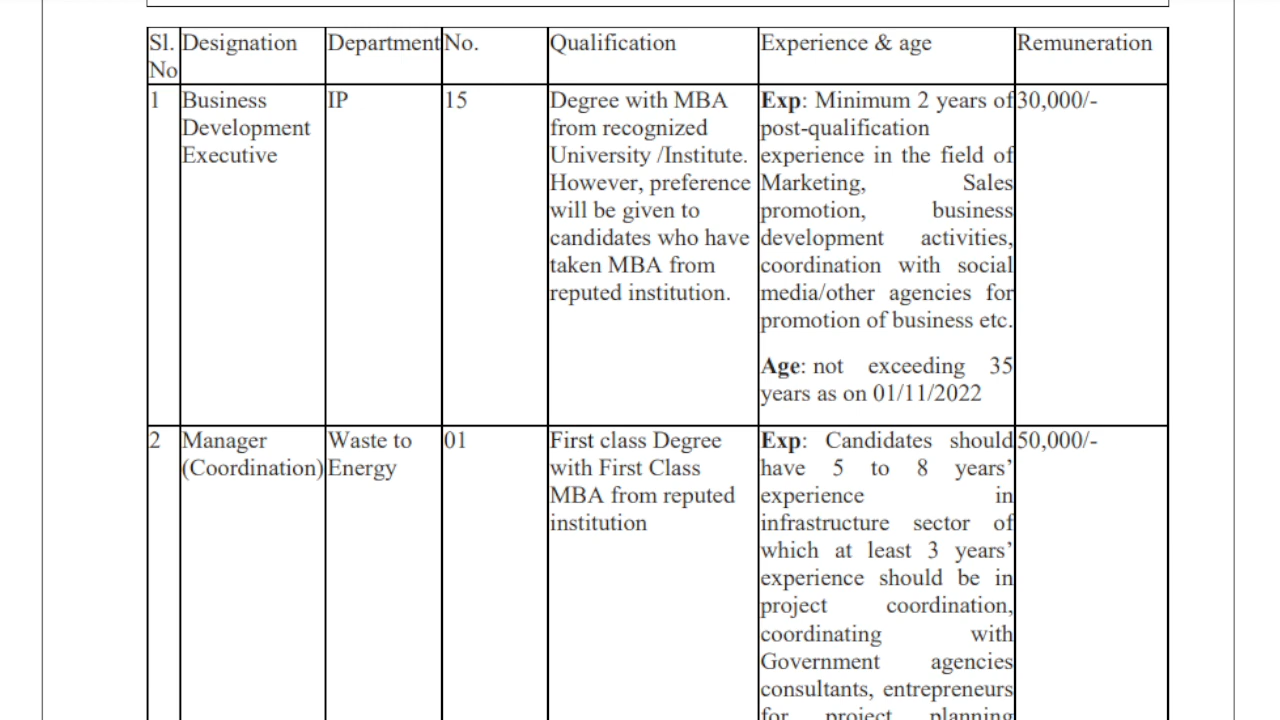 Sl. No
Designation
Department
No.
Qualification
Experience & age
Remuneration
1
Business
Development
Executive
IP
15
Degree with MBA
from recognized
University /Institute.
However, preference
will be given to
candidates who have
taken MBA from
reputed institution.
Exp: Minimum 2 years of
post-qualification
experience in the field of
Marketing, Sales
promotion, business
development activities,
coordination with social
media/other agencies for
promotion of business etc.
Age: not exceeding 35
years as on 01/11/2022
30,000/-
2
Manager
(Coordination)
Waste to
Energy
01
First class Degree
with First Class
MBA from reputed
institution
Exp: Candidates should
have 5 to 8 years’
experience in
infrastructure sector of
which at least 3 years’
experience should be in
project coordination,
coordinating with
Government agencies
consultants, entrepreneurs
for project planning
50,000/-